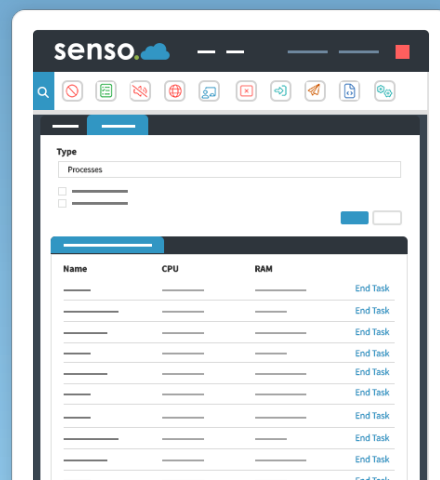 senso.
Type
Processes
Name CPU RAM
End Task
End Task
End Task
End Task
End Task
End Task
End Task
End Task
End Task
End Task